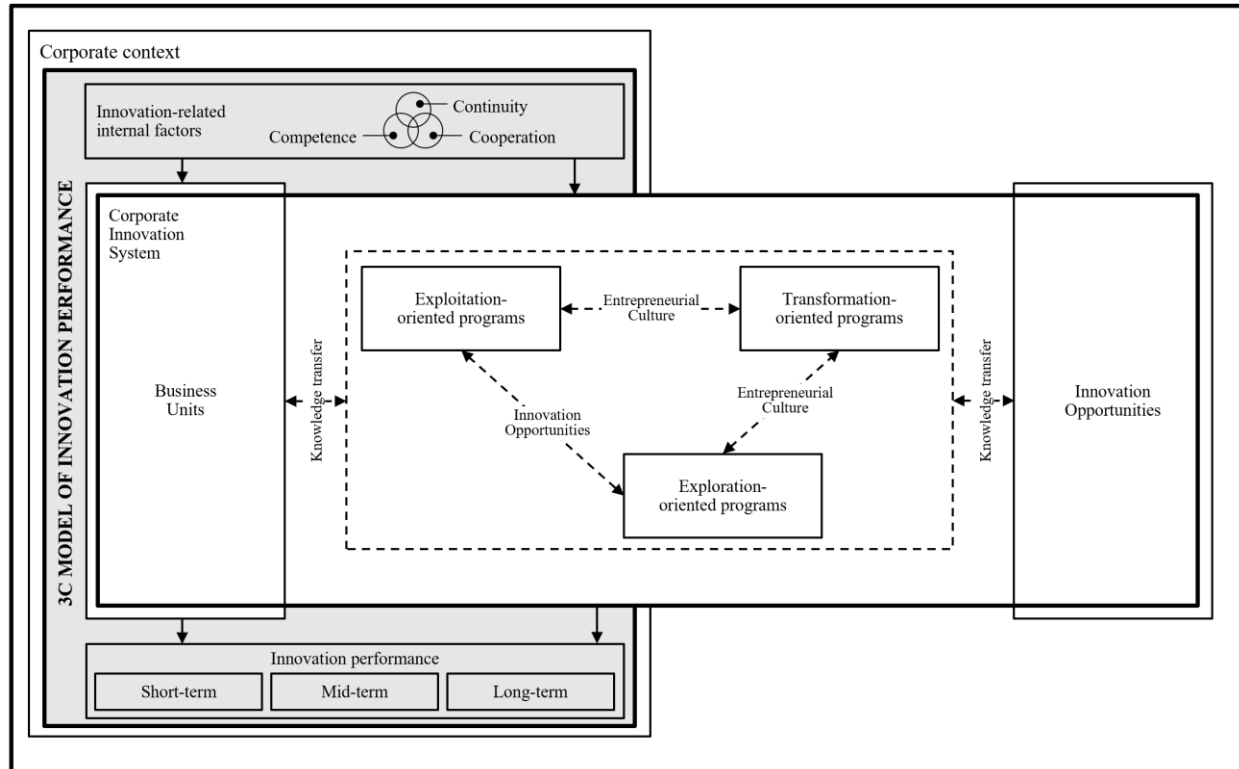 Corporate context
Innovation-related
internal factors
Continuity
Competence
Cooperation
3C MODEL OF INNOVATION PERFORMANCE
Corporate
Innovation
System
Business
Units
Knowledge transfer
Exploitation-
oriented programs
Entrepreneurial
Culture
Transformation-
oriented programs
Innovation
Opportunities
Entrepreneurial
Culture
Exploration-
oriented programs
Knowledge transfer
Innovation
Opportunities
Innovation performance
Short-term
Mid-term
Long-term